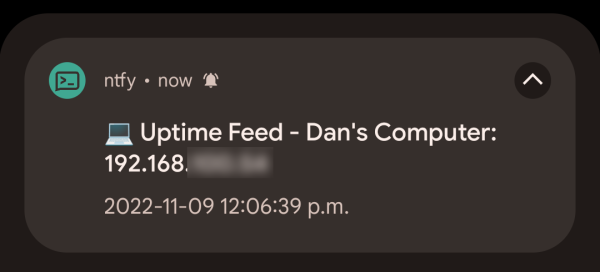 ntfy • now
Uptime Feed - Dan's Computer:
192.168.
2022-11-09 12:06:39 p.m.